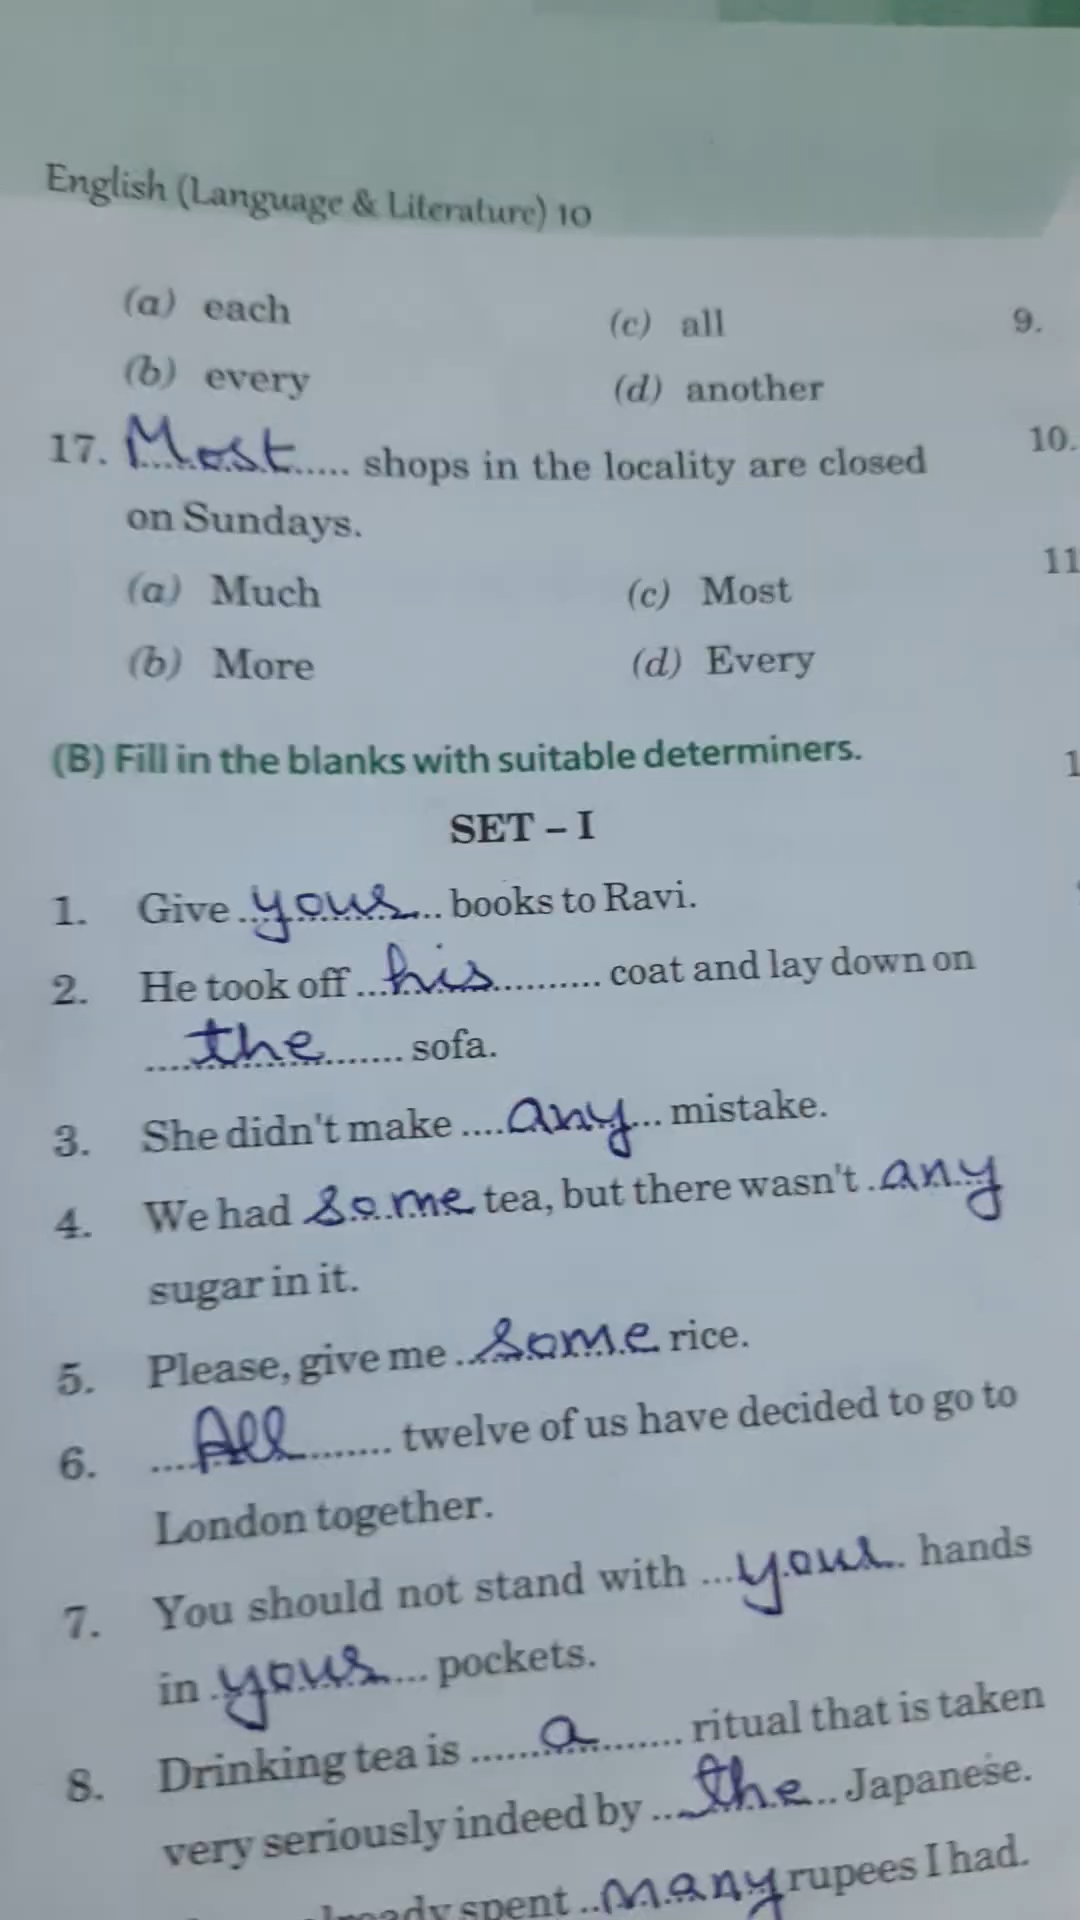 English (Language & Literature) 10
(a) each (c) all
(b) every (d) another
17. Most shops in the locality are closed
on Sundays.
(a) Much (c) Most
(b) More (d) Every
(B) Fill in the blanks with suitable determiners.
SET – I
1. Give your books to Ravi.
2. He took off his coat and lay down on
the sofa.
3. She didn't make any mistake.
4. We had some tea, but there wasn't any
sugar in it.
5. Please, give me some rice.
6. All twelve of us have decided to go to
London together.
7. You should not stand with your hands
in your pockets.
8. Drinking tea is a ritual that is taken
very seriously indeed by the Japanese.
spent many rupees I had.
9.
10.
11
1